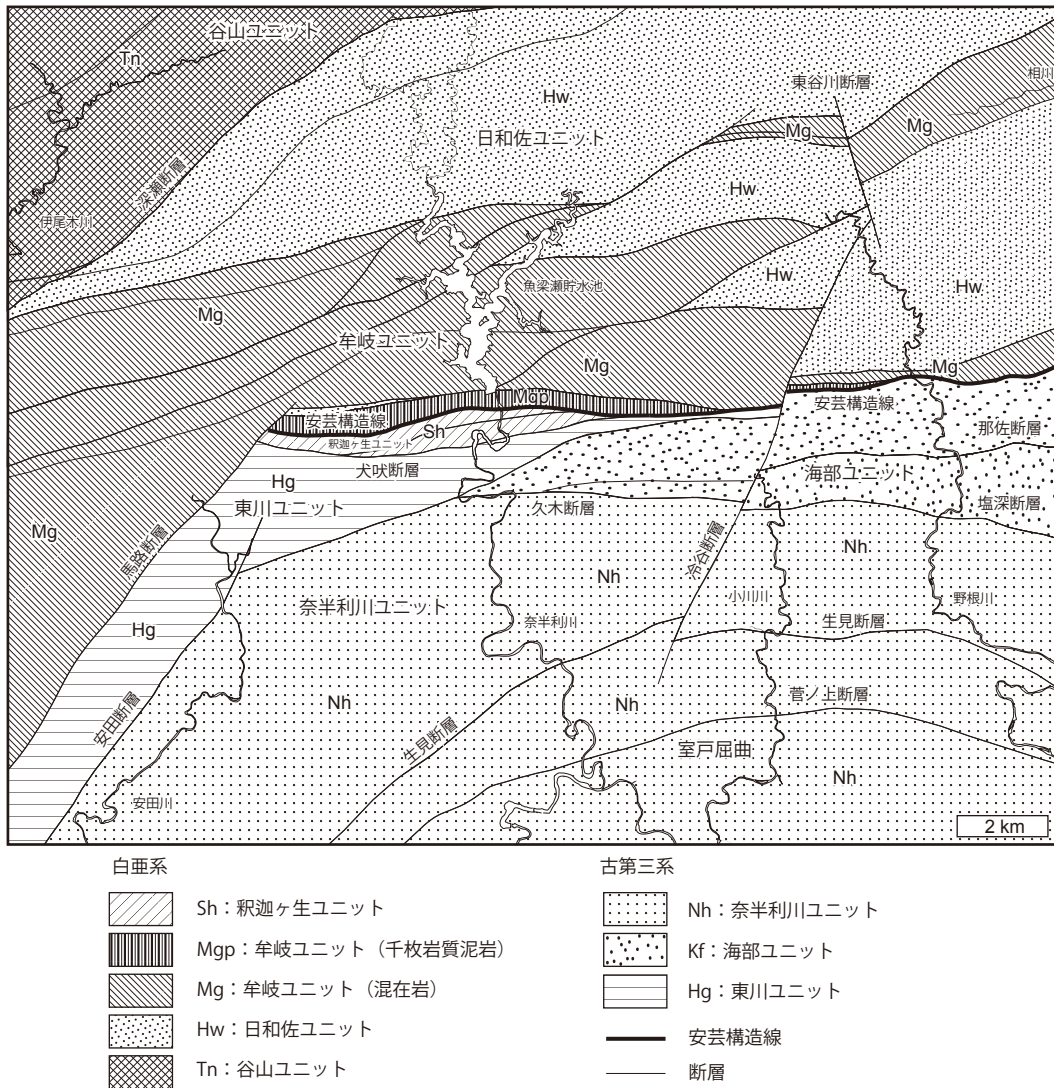 谷山ユニット
Tn
東谷川断層
相川
Hw
日和佐ユニット
Mg
Mg
深瀬断層
伊尾木川
Hw
Hw
魚梁瀬貯水池
Hw
Mg
牟岐ユニット
Mg
Mg
Mgp
安芸構造線
安芸構造線
Sh
釈迦ヶ生ユニット
那佐断層
犬吠断層
海部ユニット
Hg
東川ユニット
久木断層
塩深断層
Mg
馬路断層
Nh
Nh
冷谷断層
奈半利川ユニット
小川川
野根川
奈半利川
生見断層
Hg
Nh
Nh
菅ノ上断層
安田断層
生見断層
室戸屈曲
Nh
安田川
2 km
白亜系
Sh：釈迦ヶ生ユニット
Mgp：牟岐ユニット（千枚岩質泥岩）
Mg：牟岐ユニット（混在岩）
Hw：日和佐ユニット
Tn：谷山ユニット
古第三系
Nh：奈半利川ユニット
Kf：海部ユニット
Hg：東川ユニット
安芸構造線
断層